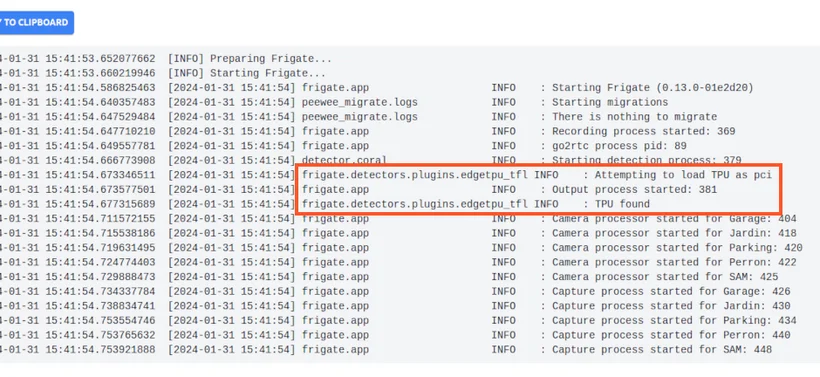 TO CLIPBOARD
4-01-31 15:41:53.652077662 [INFO] Preparing Frigate...
4-01-31 15:41:53.660219946 [INFO] Starting Frigate...
4-01-31 15:41:54.586825463 [2024-01-31 15:41:54] frigate.app INFO : Starting Frigate (0.13.0-01e2d20)
4-01-31 15:41:54.640357483 [2024-01-31 15:41:54] peewee_migrate.logs INFO : Starting migrations
4-01-31 15:41:54.647529484 [2024-01-31 15:41:54] peewee_migrate.logs INFO : There is nothing to migrate
4-01-31 15:41:54.647710210 [2024-01-31 15:41:54] frigate.app INFO : Recording process started: 369
4-01-31 15:41:54.649557781 [2024-01-31 15:41:54] frigate.app INFO : go2rtc process pid: 89
4-01-31 15:41:54.666773908 [2024-01-31 15:41:54] detector.coral INFO : Starting detection process: 379
4-01-31 15:41:54.673346511 [2024-01-31 15:41:54] frigate.detectors.plugins.edgetpu_tfl INFO : Attempting to load TPU as pci
4-01-31 15:41:54.673577501 [2024-01-31 15:41:54] frigate.app INFO : Output process started: 381
4-01-31 15:41:54.677315689 [2024-01-31 15:41:54] frigate.detectors.plugins.edgetpu_tfl INFO : TPU found
4-01-31 15:41:54.711572155 [2024-01-31 15:41:54] frigate.app INFO : Camera processor started for Garage: 404
4-01-31 15:41:54.715538186 [2024-01-31 15:41:54] frigate.app INFO : Camera processor started for Jardin: 418
4-01-31 15:41:54.719631495 [2024-01-31 15:41:54] frigate.app INFO : Camera processor started for Parking: 420
4-01-31 15:41:54.724774403 [2024-01-31 15:41:54] frigate.app INFO : Camera processor started for Perron: 422
4-01-31 15:41:54.729888473 [2024-01-31 15:41:54] frigate.app INFO : Camera processor started for SAM: 425
4-01-31 15:41:54.734337784 [2024-01-31 15:41:54] frigate.app INFO : Capture process started for Garage: 426
4-01-31 15:41:54.738834741 [2024-01-31 15:41:54] frigate.app INFO : Capture process started for Jardin: 430
4-01-31 15:41:54.753554746 [2024-01-31 15:41:54] frigate.app INFO : Capture process started for Parking: 434
4-01-31 15:41:54.753765632 [2024-01-31 15:41:54] frigate.app INFO : Capture process started for Perron: 440
4-01-31 15:41:54.753921888 [2024-01-31 15:41:54] frigate.app INFO : Capture process started for SAM: 448